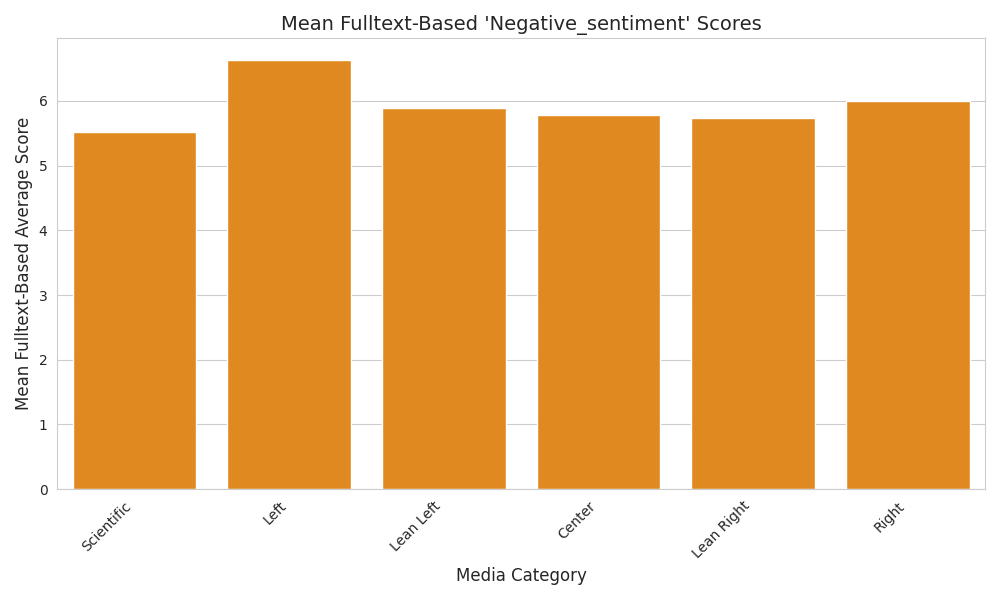 Mean Fulltext-Based 'Negative_sentiment' Scores
Mean Fulltext-Based Average Score
6
5
4
3
2
1
0
Scientific
Left
Lean Left
Center
Lean Right
Right
Media Category